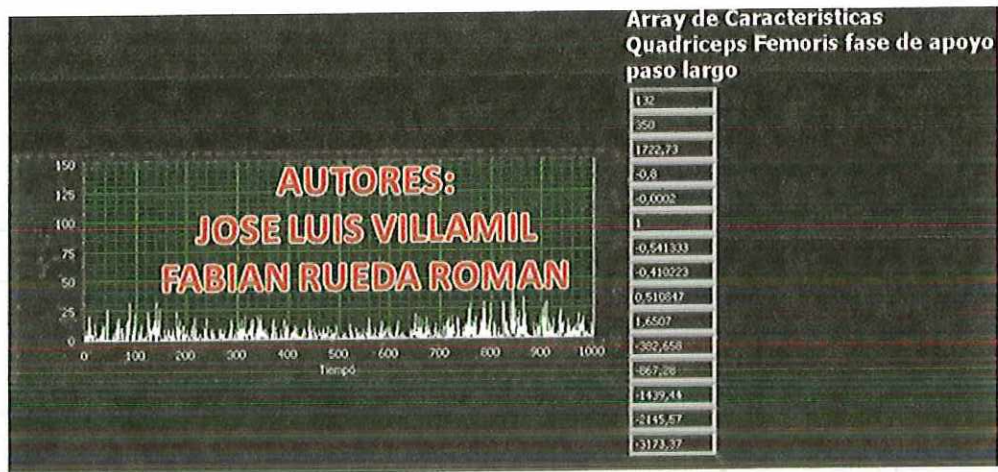 Array de Caracteristicas
Quadriceps Femoris fase de apoyo
paso largo
132
350
1722,73
-0,8
-0,0002
1
-0,541333
-0,410223
0,510847
1,6507
-382,658
-867,28
-1439,44
-2145,57
-3173,37
150
125
100
75
50
25
0
0 100 200 300 400 500 600 700 800 900 1000
Tiempo
AUTORES:
JOSE LUIS VILLAMIL
FABIAN RUEDA ROMAN